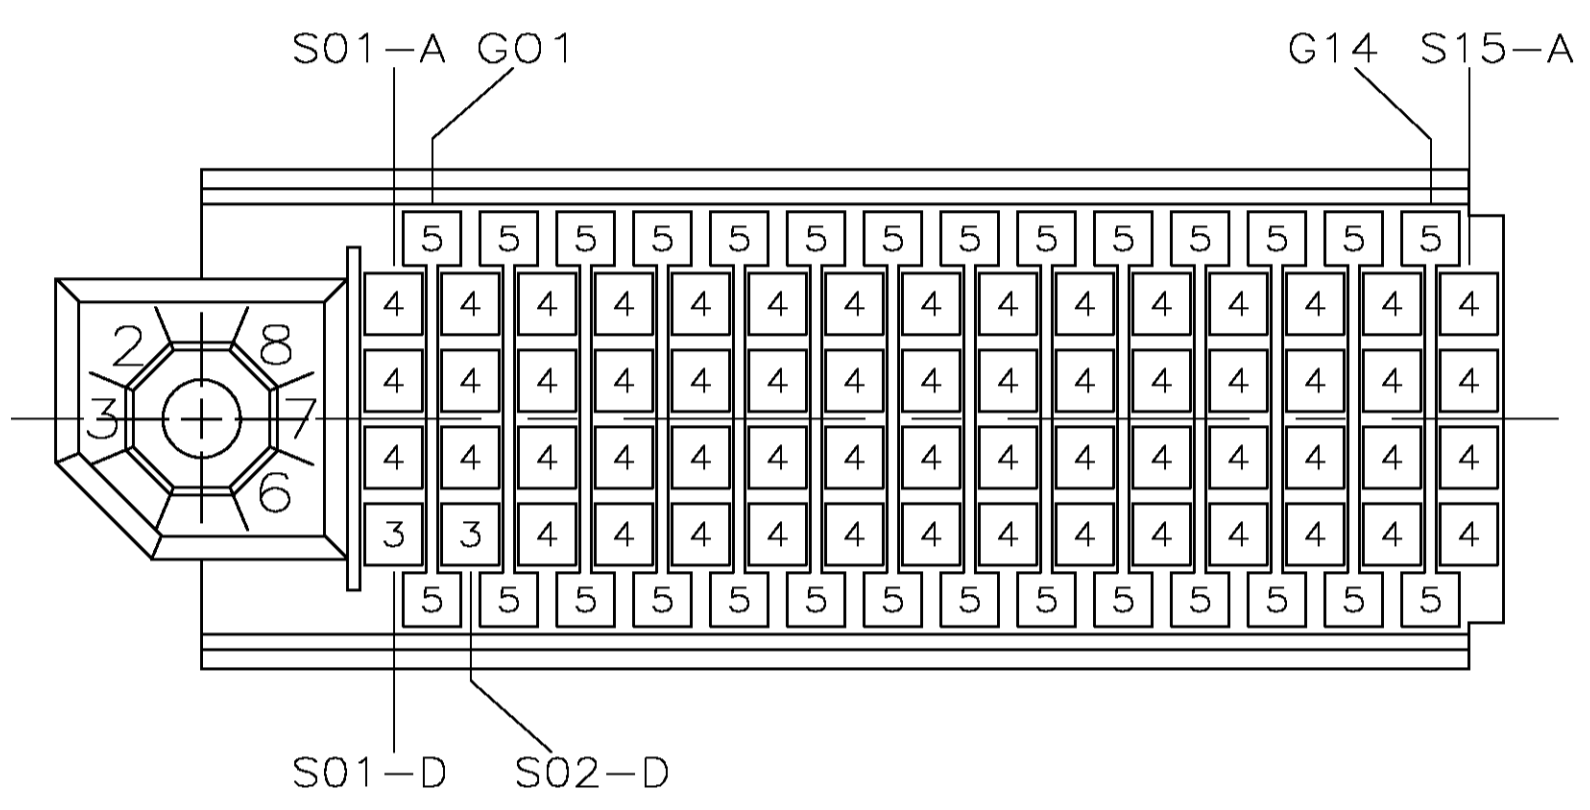 S01-A G01 G14 S15-A
5 5 5 5 5 5 5 5 5 5 5 5 5 5
4 4 4 4 4 4 4 4 4 4 4 4 4 4 4
2 8
4 4 4 4 4 4 4 4 4 4 4 4 4 4 4
3 7
4 4 4 4 4 4 4 4 4 4 4 4 4 4 4
6
3 3 4 4 4 4 4 4 4 4 4 4 4 4 4
5 5 5 5 5 5 5 5 5 5 5 5 5 5
S01-D S02-D